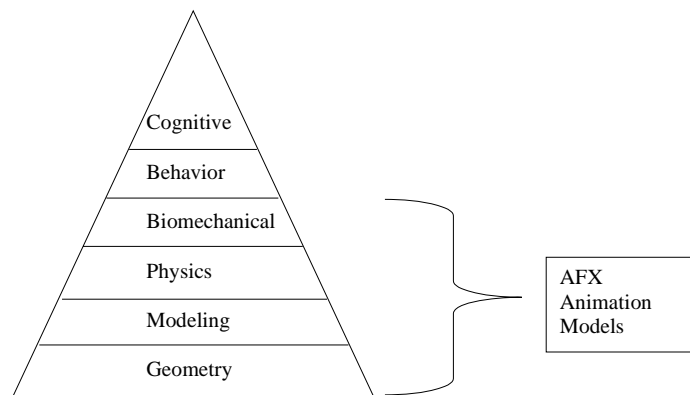 Cognitive
Behavior
Biomechanical
Physics
Modeling
Geometry
AFX
Animation
Models